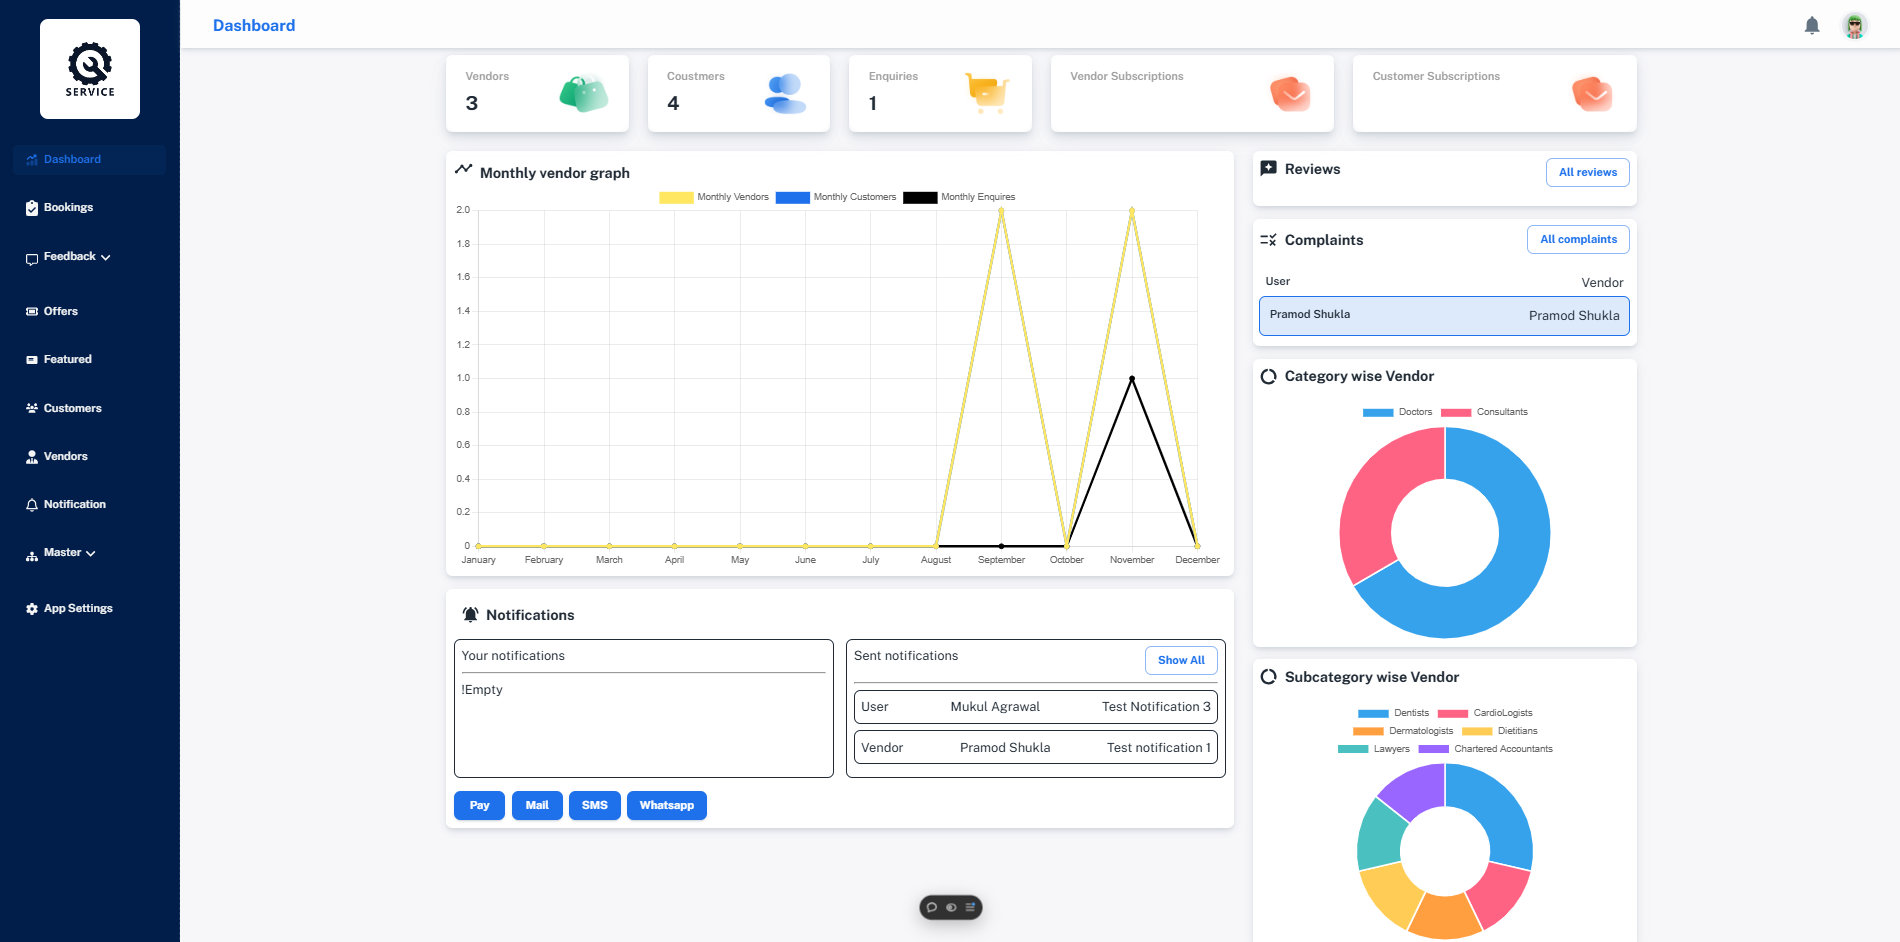 SERVICE
Dashboard
Bookings
Feedback
Offers
Featured
Customers
Vendors
Notification
Master
App Settings
Dashboard
Vendors
3
Coustmers
4
Enquiries
1
Vendor Subscriptions
Customer Subscriptions
Monthly vendor graph
Monthly Vendors Monthly Customers Monthly Enquires
2.0
1.8
1.6
1.4
1.2
1.0
0.8
0.6
0.4
0.2
0
January February March April May June July August September October November December
Notifications
Your notifications
!Empty
Sent notifications Show All
User Mukul Agrawal Test Notification 3
Vendor Pramod Shukla Test notification 1
Pay Mail SMS Whatsapp
Reviews All reviews
Complaints All complaints
User Vendor
Pramod Shukla Pramod Shukla
Category wise Vendor
Doctors Consultants
Subcategory wise Vendor
Dentists CardioLogists
Dermatologists Dietitians
Lawyers Chartered Accountants